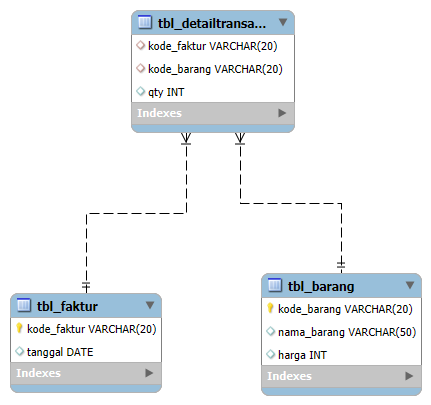 tbl_detailtransa...
kode_faktur VARCHAR(20)
kode_barang VARCHAR(20)
qty INT
Indexes
tbl_faktur
kode_faktur VARCHAR(20)
tanggal DATE
Indexes
tbl_barang
kode_barang VARCHAR(20)
nama_barang VARCHAR(50)
harga INT
Indexes